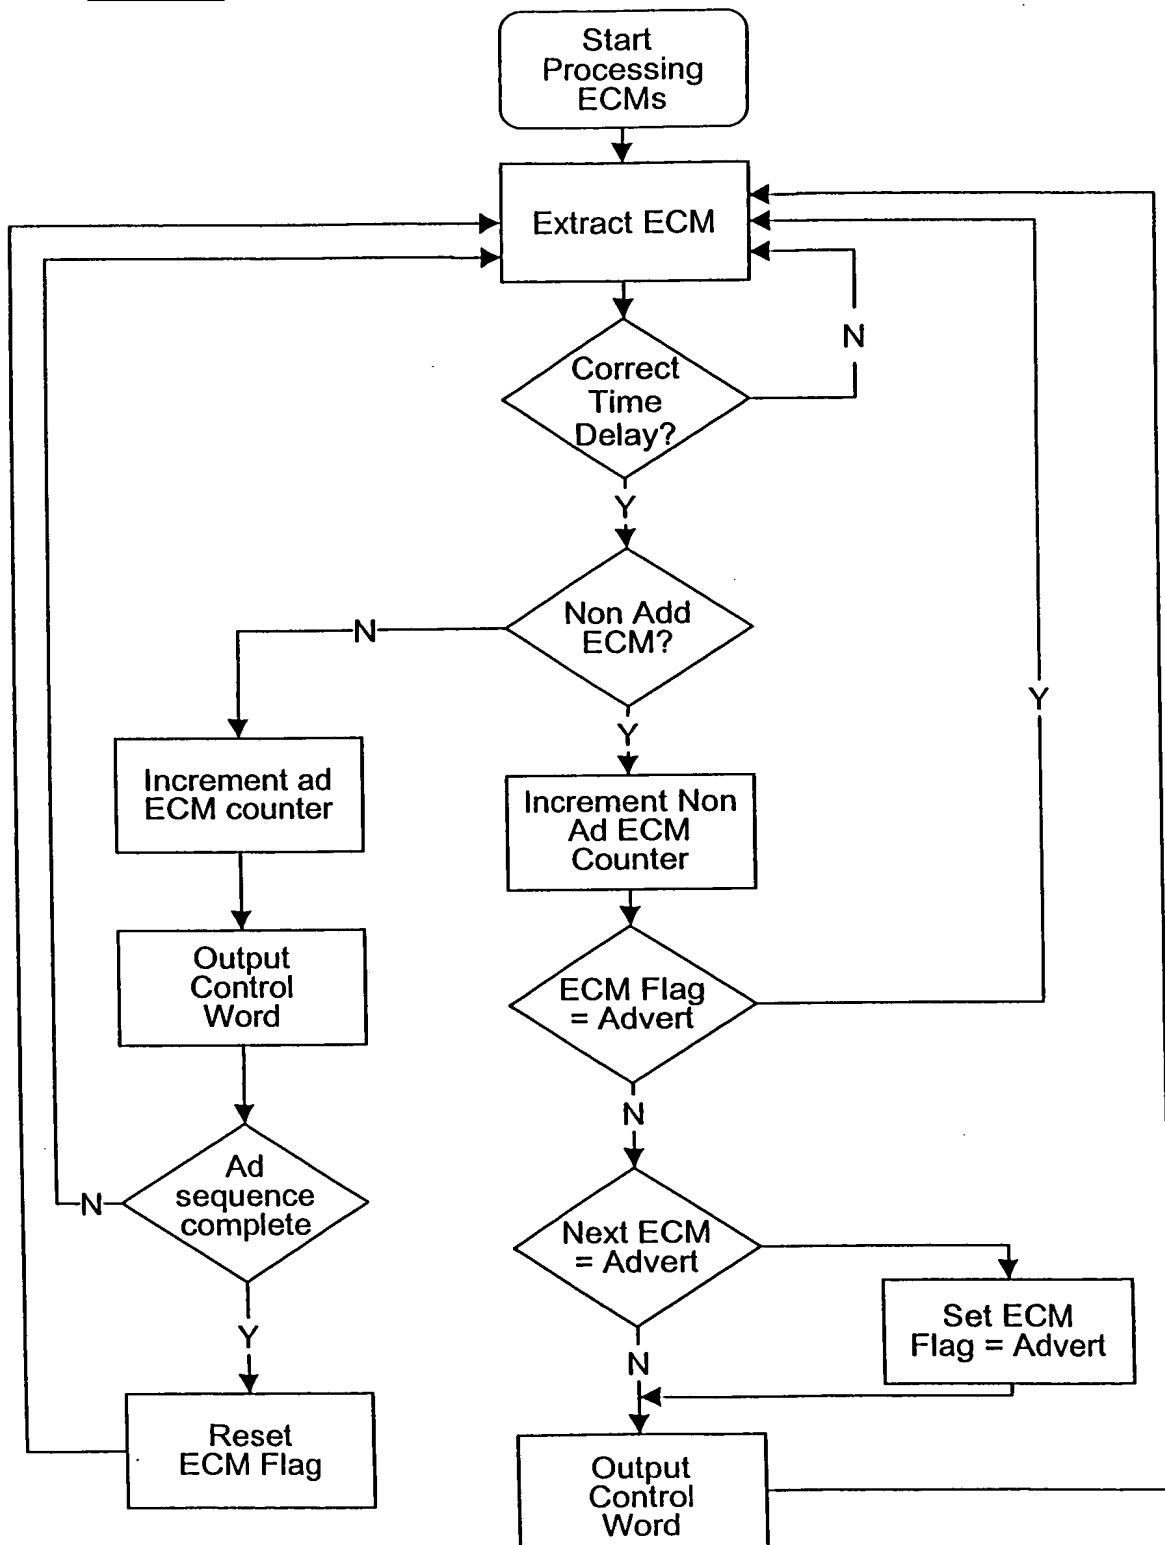 Start
Processing
ECMs
Extract ECM
N
Correct
Time
Delay?
Y
Non Add
ECM?
N
Y
Y
Increment ad
ECM counter
Increment Non
Ad ECM
Counter
Output
Control
Word
ECM Flag
= Advert
N
Ad
sequence
complete
N
Next ECM
= Advert
Set ECM
Flag = Advert
Y
N
Reset
ECM Flag
Output
Control
Word